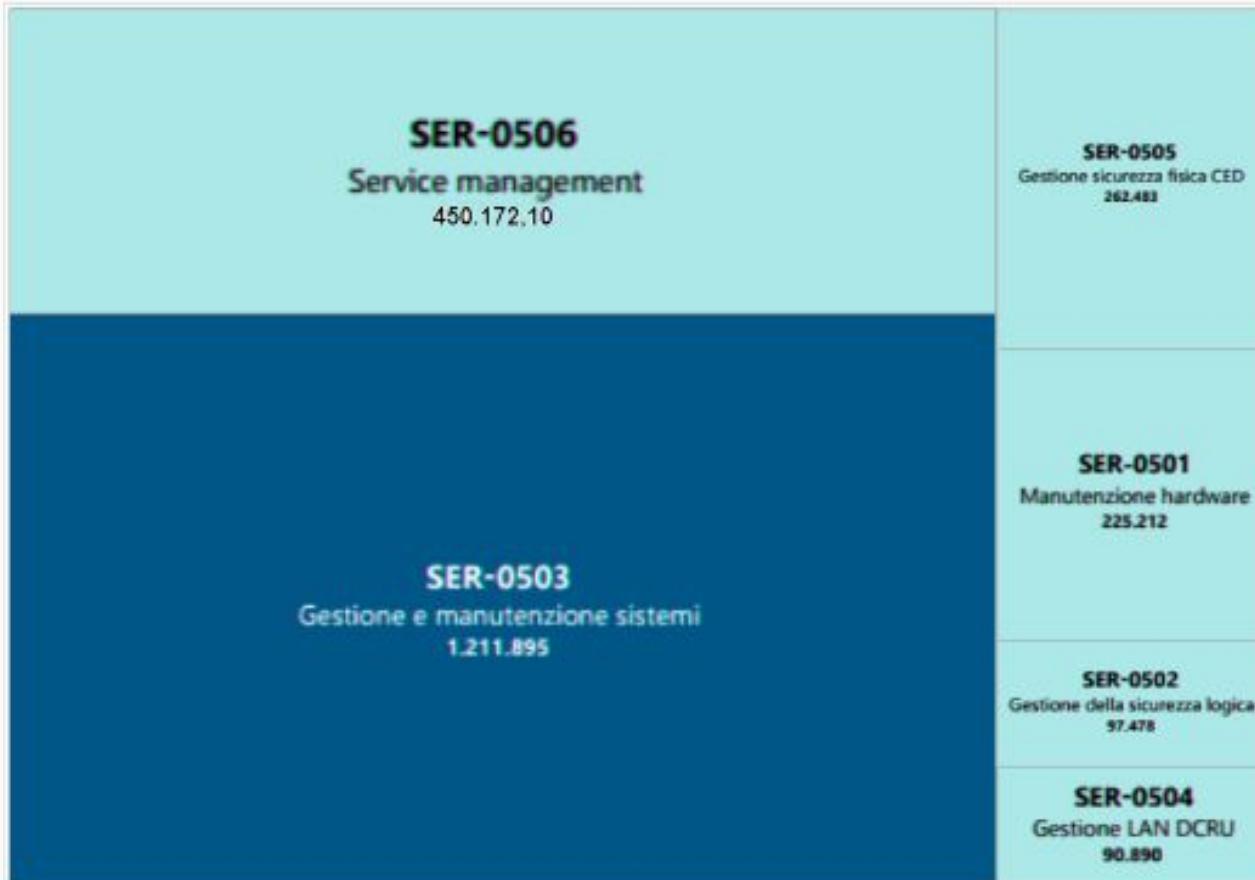 SER-0506
Service management
450.172,10
SER-0503
Gestione e manutenzione sistemi
1.211.895
SER-0505
Gestione sicurezza fisica CED
262.483
SER-0501
Manutenzione hardware
225.212
SER-0502
Gestione della sicurezza logica
97.478
SER-0504
Gestione LAN DCRU
90.890